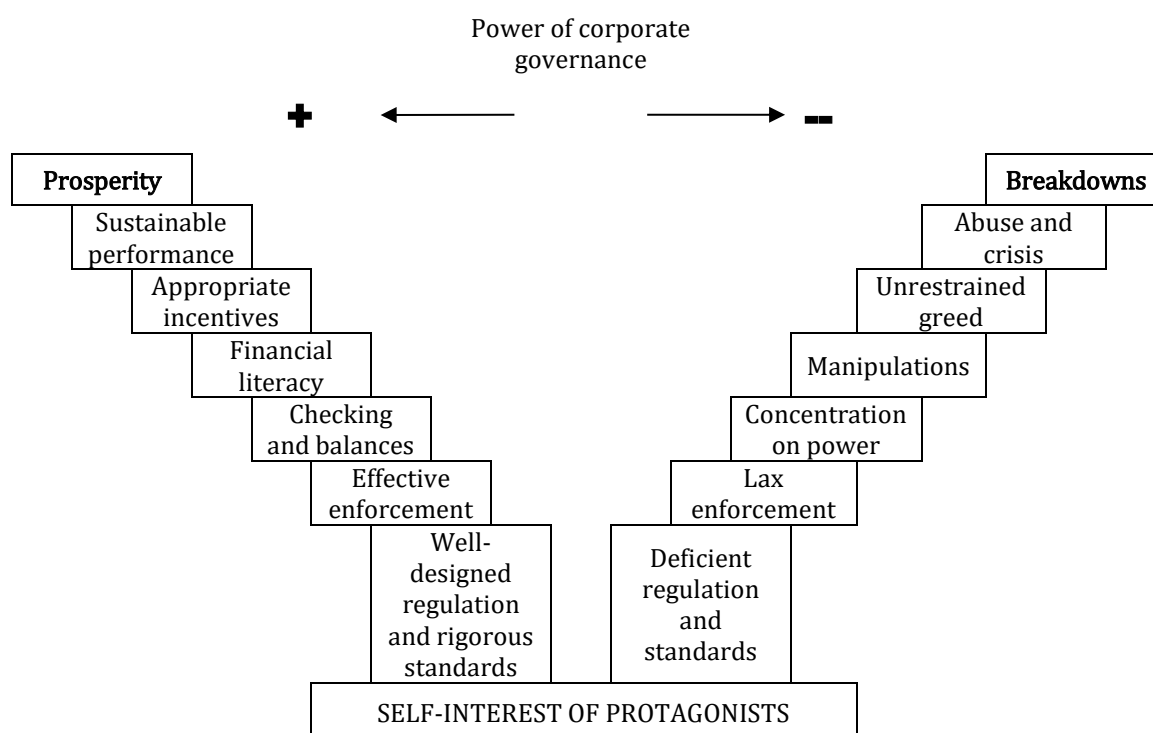 Power of corporate
governance
+
--
Prosperity
Breakdowns
Sustainable
performance
Abuse and
crisis
Appropriate
incentives
Unrestrained
greed
Financial
literacy
Manipulations
Checking
and balances
Concentration
on power
Effective
enforcement
Lax
enforcement
Well-
designed
regulation
and rigorous
standards
Deficient
regulation
and
standards
SELF-INTEREST OF PROTAGONISTS